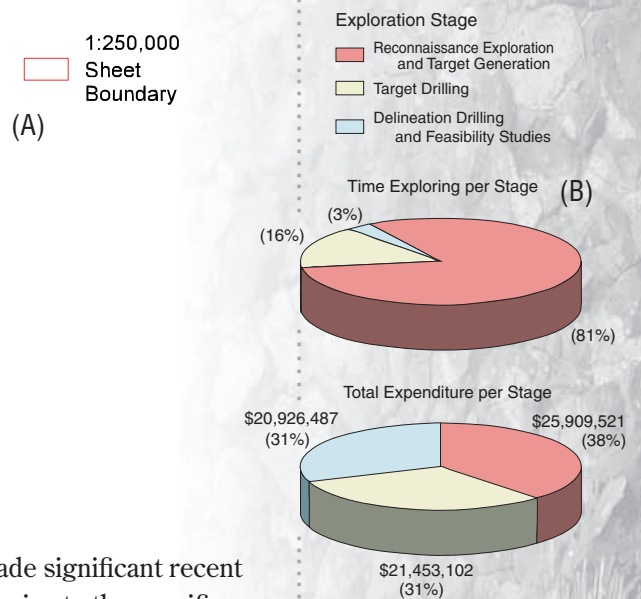 1:250,000
Sheet
Boundary
(A)
Exploration Stage
Reconnaissance Exploration
and Target Generation
Target Drilling
Delineation Drilling
and Feasibility Studies
Time Exploring per Stage
(B)
(3%)
(16%)
(81%)
Total Expenditure per Stage
$20,926,487
(31%)
$25,909,521
(38%)
$21,453,102
(31%)
ade significant recent